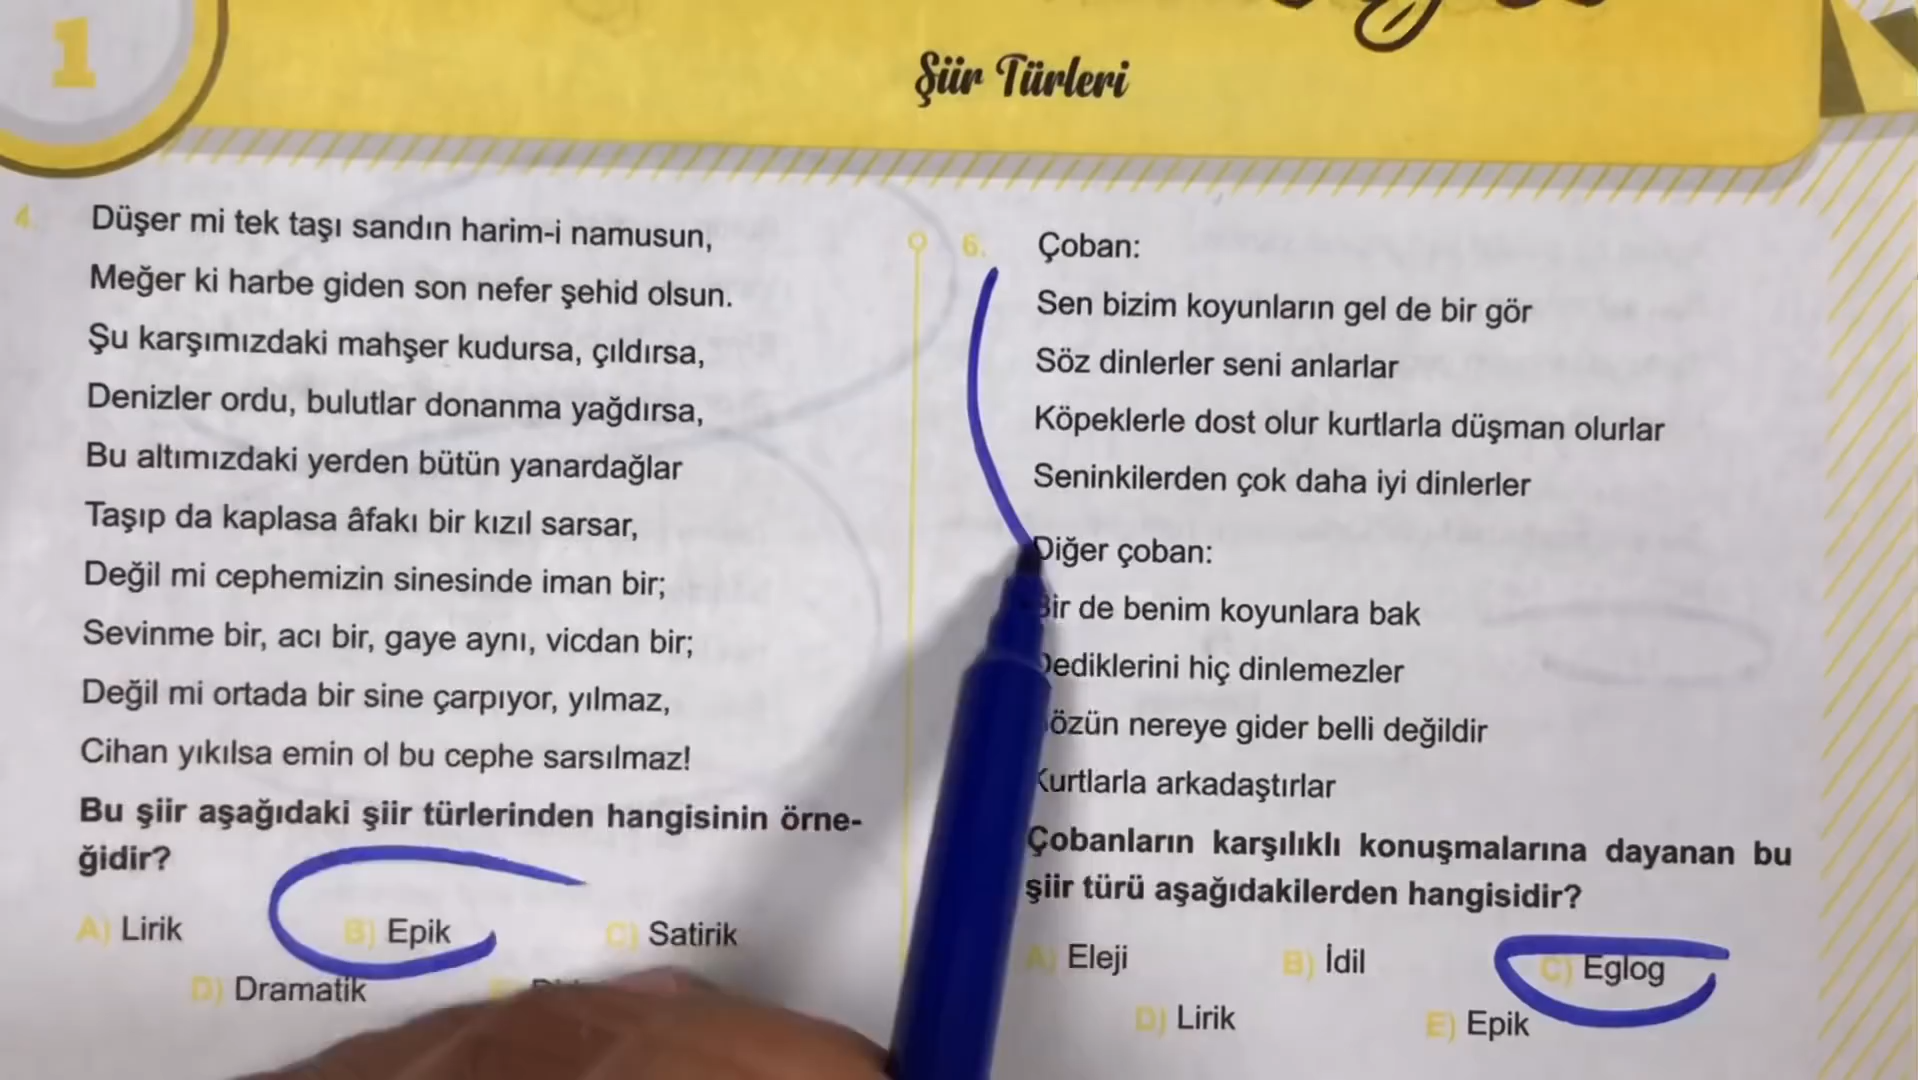 1
Şiir Türleri
4.
Düşer mi tek taşı sandın harim-i namusun,
Meğer ki harbe giden son nefer şehid olsun.
Şu karşımızdaki mahşer kudursa, çıldırsa,
Denizler ordu, bulutlar donanma yağdırsa,
Bu altımızdaki yerden bütün yanardağlar
Taşıp da kaplasa âfakı bir kızıl sarsar,
Değil mi cephemizin sinesinde iman bir;
Sevinme bir, acı bir, gaye aynı, vicdan bir;
Değil mi ortada bir sine çarpıyor, yılmaz,
Cihan yıkılsa emin ol bu cephe sarsılmaz!
Bu şiir aşağıdaki şiir türlerinden hangisinin örne-
ğidir?
A) Lirik B) Epik C) Satirik
D) Dramatik
6.
Çoban:
Sen bizim koyunların gel de bir gör
Söz dinlerler seni anlarlar
Köpeklerle dost olur kurtlarla düşman olurlar
Seninkilerden çok daha iyi dinlerler
Diğer çoban:
Bir de benim koyunlara bak
Dediklerini hiç dinlemezler
Sözün nereye gider belli değildir
Kurtlarla arkadaştırlar
Çobanların karşılıklı konuşmalarına dayanan bu
şiir türü aşağıdakilerden hangisidir?
A) Eleji B) İdil C) Eglog
D) Lirik E) Epik